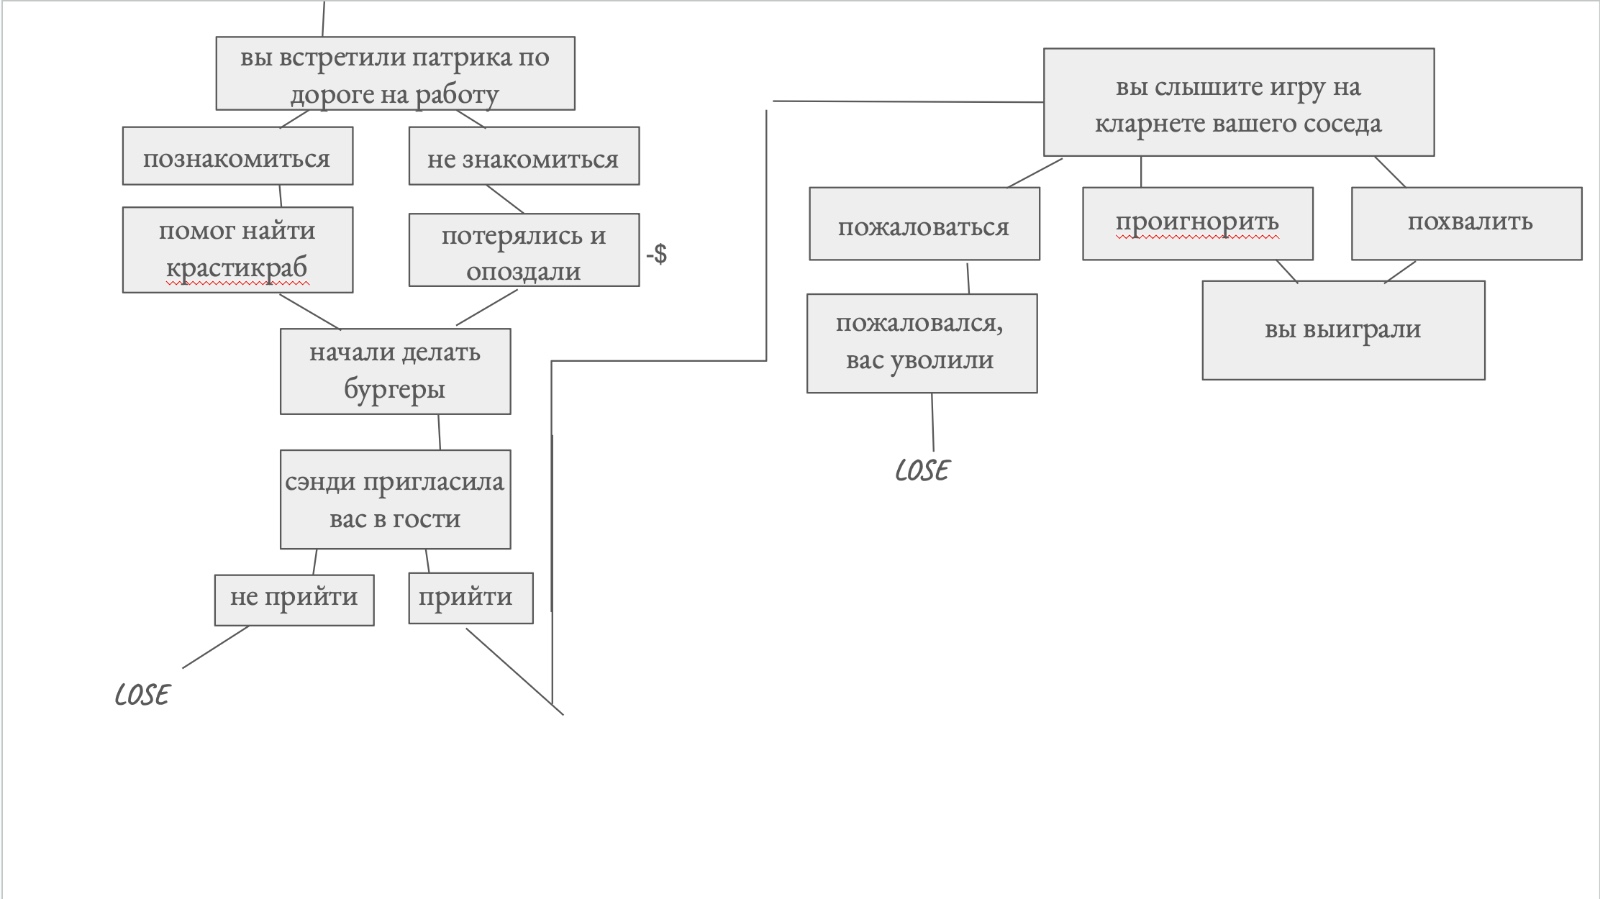 вы встретили патрика по
дороге на работу
познакомиться
не знакомиться
помог найти
крастикраб
потерялись и
опоздали
-$
начали делать
бургеры
сэнди пригласила
вас в гости
не прийти
прийти
LOSE
вы слышите игру на
кларнете вашего соседа
пожаловаться
проигнорить
похвалить
пожаловался,
вас уволили
вы выиграли
LOSE